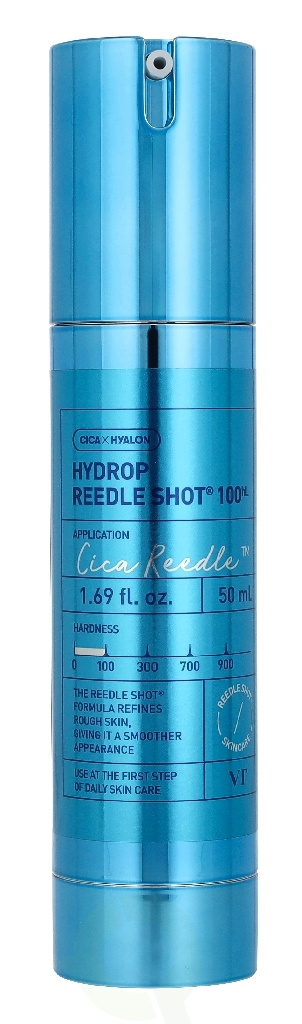 CICA × HYALON
HYDROP
REEDLE SHOT® 100HL
APPLICATION
Cica Reedle™
1.69 fl. oz. 50 mL
HARDNESS
0 100 300 700 900
THE REEDLE SHOT®
FORMULA REFINES
ROUGH SKIN,
GIVING IT A SMOOTHER
APPEARANCE
REEDLE SHOT
SKINCARE
USE AT THE FIRST STEP
OF DAILY SKIN CARE
VT